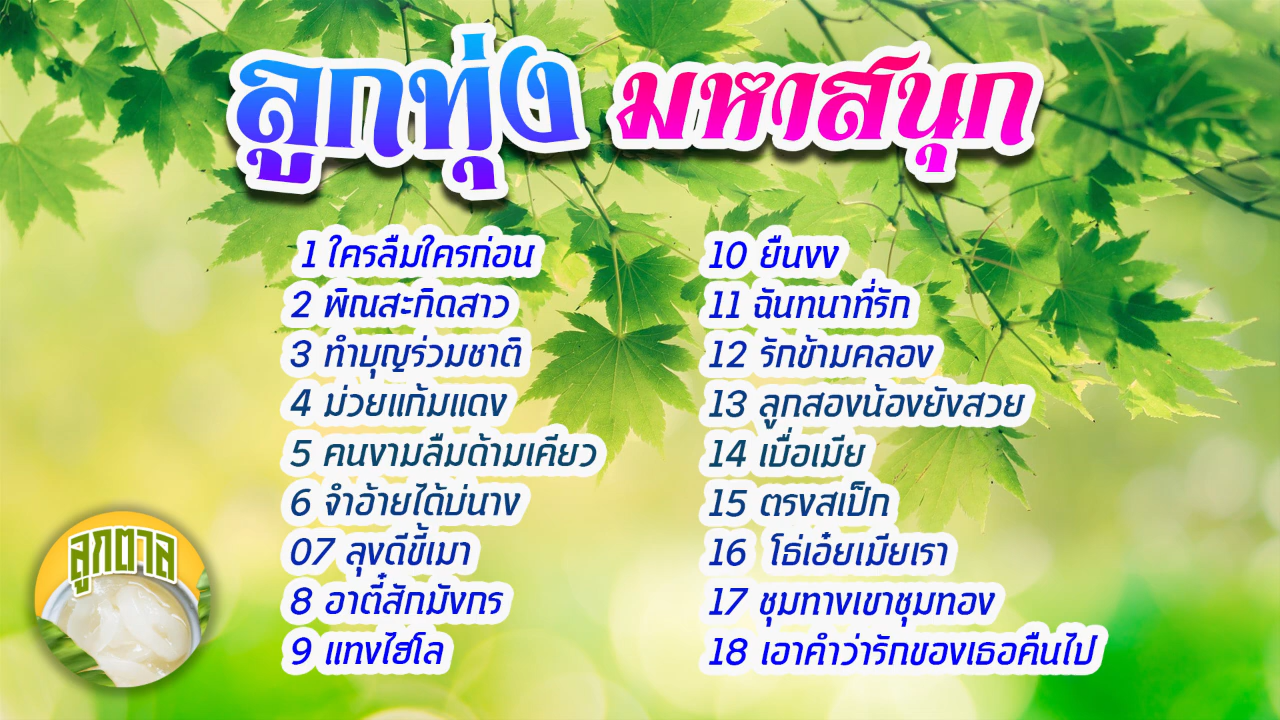 ลูกทุ่ง มหาสนุก
1 ใครลืมใครก่อน
2 พิณสะกิดสาว
3 ทำบุญร่วมชาติ
4 ม่วยแก้มแดง
5 คนงามลืมด้ามเคียว
6 จำอ้ายได้บ่นาง
07 ลุงดีขี้เมา
8 อาตี๋สักมังกร
9 แทงไฮโล
10 ยืนงง
11 ฉันทนาที่รัก
12 รักข้ามคลอง
13 ลูกสองน้องยังสวย
14 เบื่อเมีย
15 ตรงสเป็ก
16 โธ่เอ๋ยเมียเรา
17 ชุมทางเขาชุมทอง
18 เอาคำว่ารักของเธอคืนไป
ลูกตาล